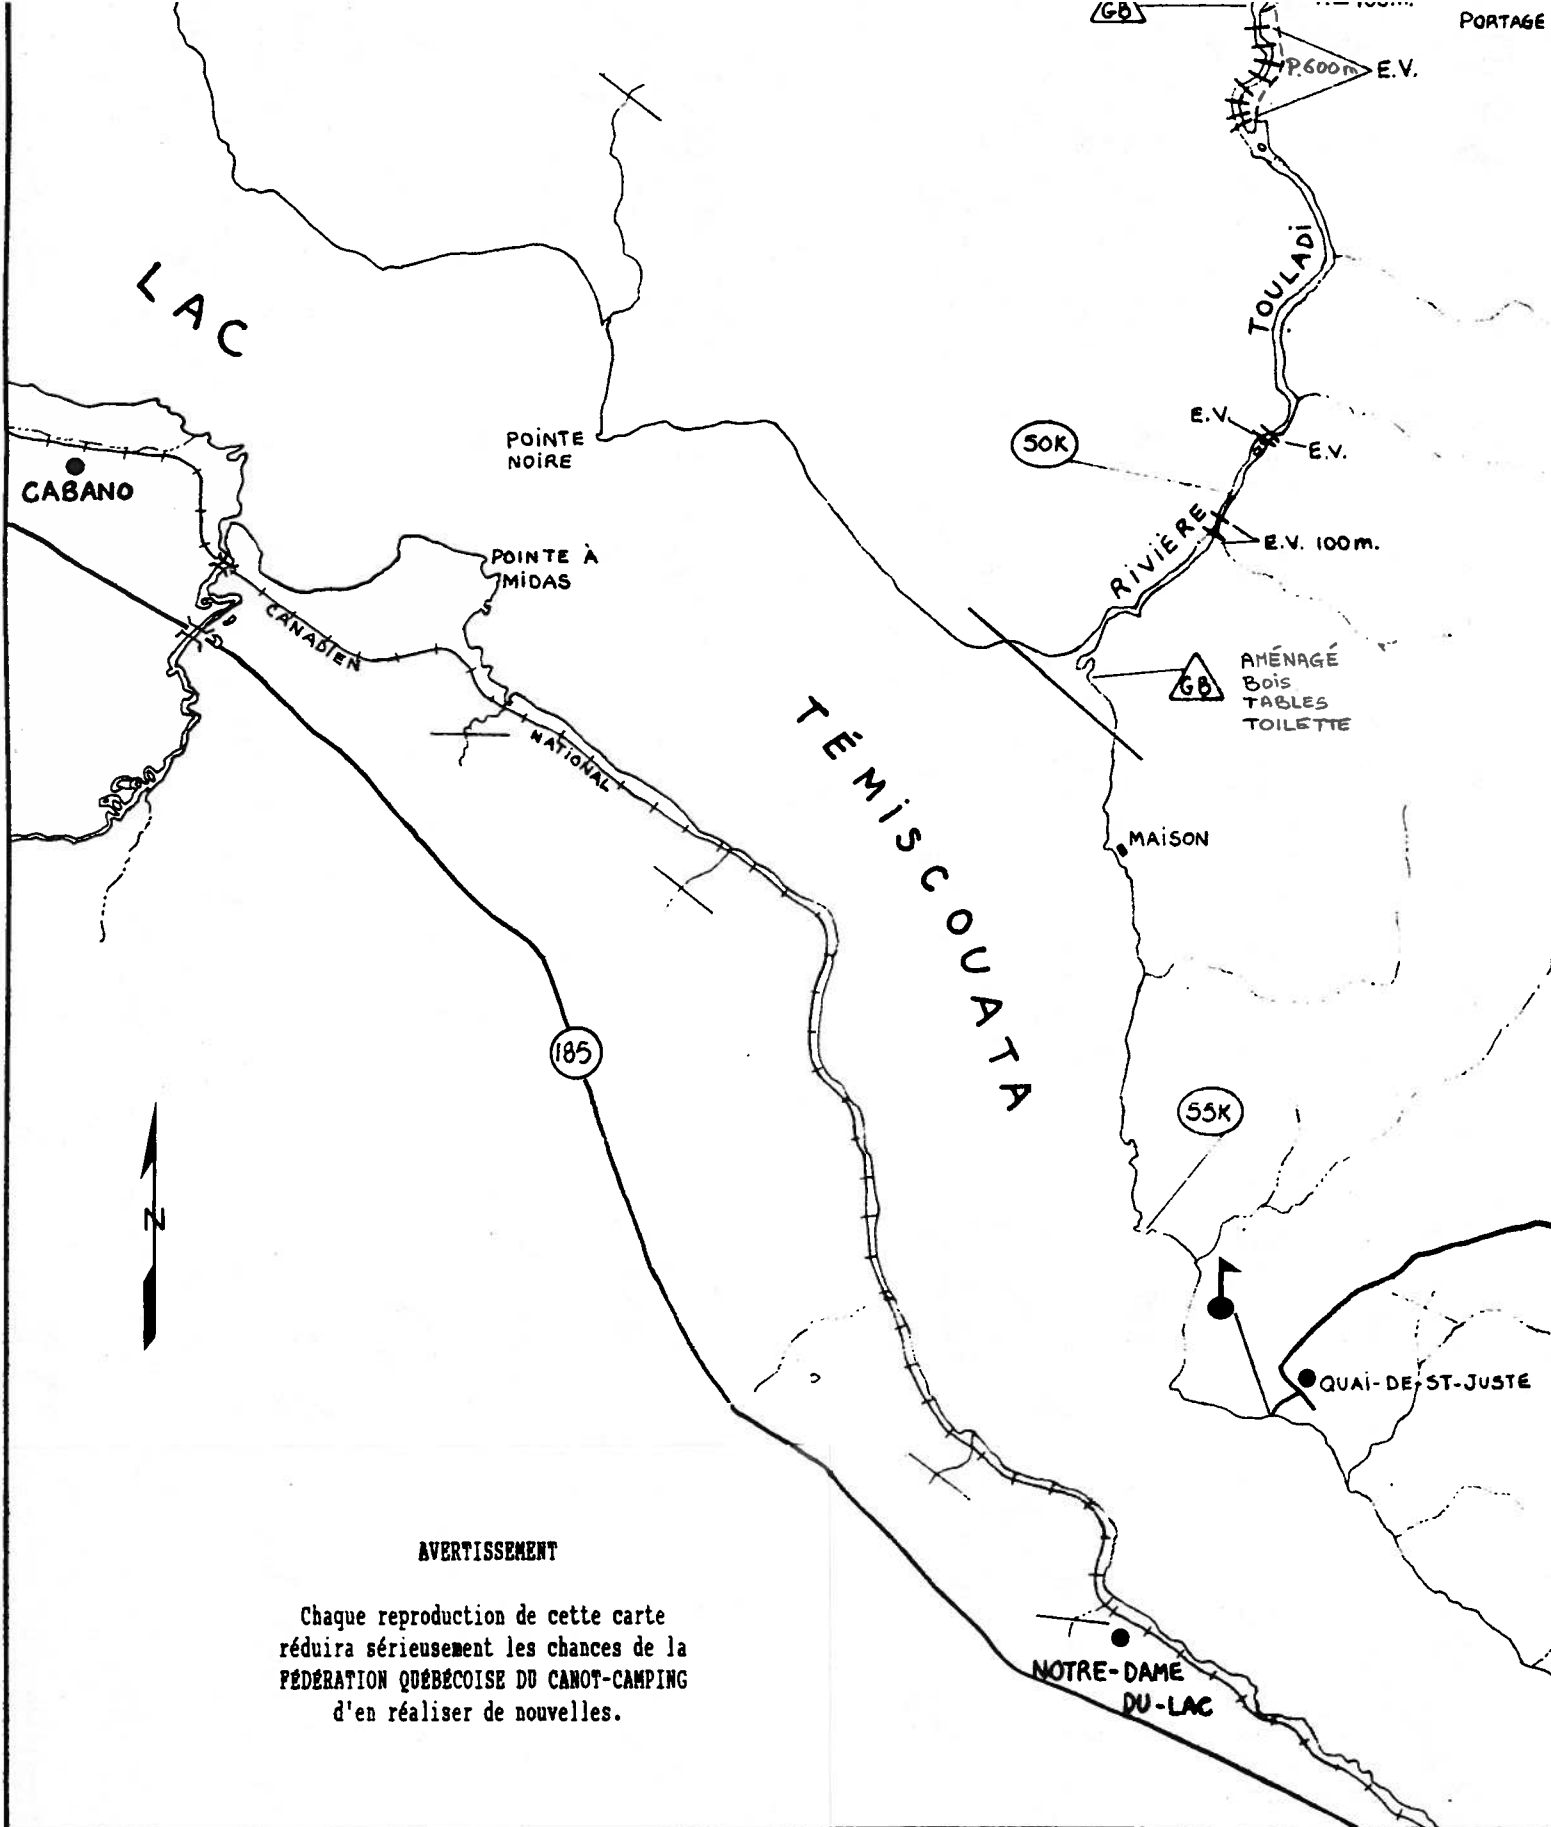 GB
PORTAGE
P.600m
E.V.
LAC
TOULADI
RIVIÈRE
E.V.
E.V.
50K
POINTE
NOIRE
CABANO
E.V. 100m.
POINTE À
MIDAS
CANADIEN
NATIONAL
GB
AMÉNAGÉ
BOIS
TABLES
TOILETTE
TÉMISCOUATA
MAISON
185
55K
N
QUAI-DE-ST-JUSTE
AVERTISSEMENT
Chaque reproduction de cette carte
réduira sérieusement les chances de la
FÉDÉRATION QUÉBÉCOISE DU CANOT-CAMPING
d'en réaliser de nouvelles.
NOTRE-DAME
DU-LAC